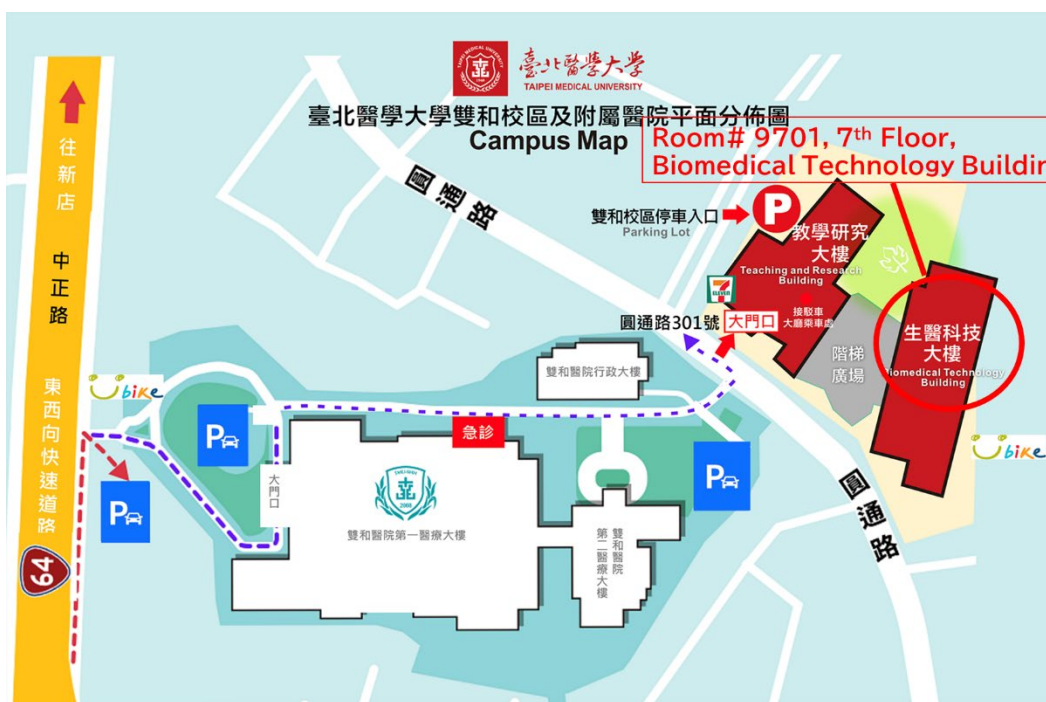 臺北醫學大學
TAIPEI MEDICAL UNIVERSITY
臺北醫學大學雙和校區及附屬醫院平面分佈圖
Campus Map
Room# 9701, 7th Floor,
Biomedical Technology Buildin
往新店
中正路
東西向快速道路
64
圓通路
雙和校區停車入口
Parking Lot
P
教學研究
大樓
Teaching and Research
Building
7
ELEVEN
接駁車
大廳乘車處
圓通路301號
大門口
階梯
廣場
生醫科技
大樓
Biomedical Technology
Building
Ubike
Ubike
雙和醫院行政大樓
急診
P
P
P
大門口
2008
雙和醫院第一醫療大樓
雙和醫院
第二醫療大樓
圓通路